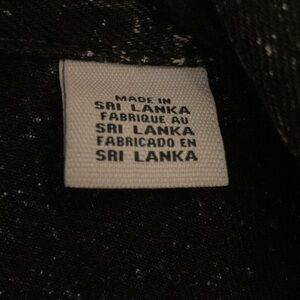 MADE IN
SRI LANKA
FABRIQUE AU
SRI LANKA
FABRICADO EN
SRI LANKA